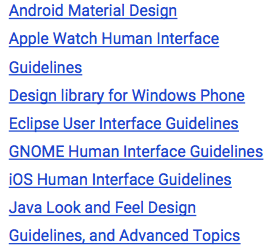 Android Material Design
Apple Watch Human Interface
Guidelines
Design library for Windows Phone
Eclipse User Interface Guidelines
GNOME Human Interface Guidelines
iOS Human Interface Guidelines
Java Look and Feel Design
Guidelines, and Advanced Topics